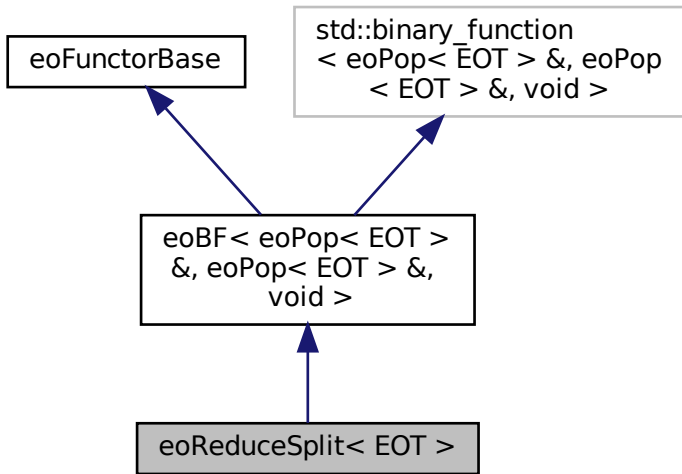 eoFunctorBase
std::binary_function
< eoPop< EOT > &, eoPop
< EOT > &, void >
eoBF< eoPop< EOT >
&, eoPop< EOT > &,
void >
eoReduceSplit< EOT >